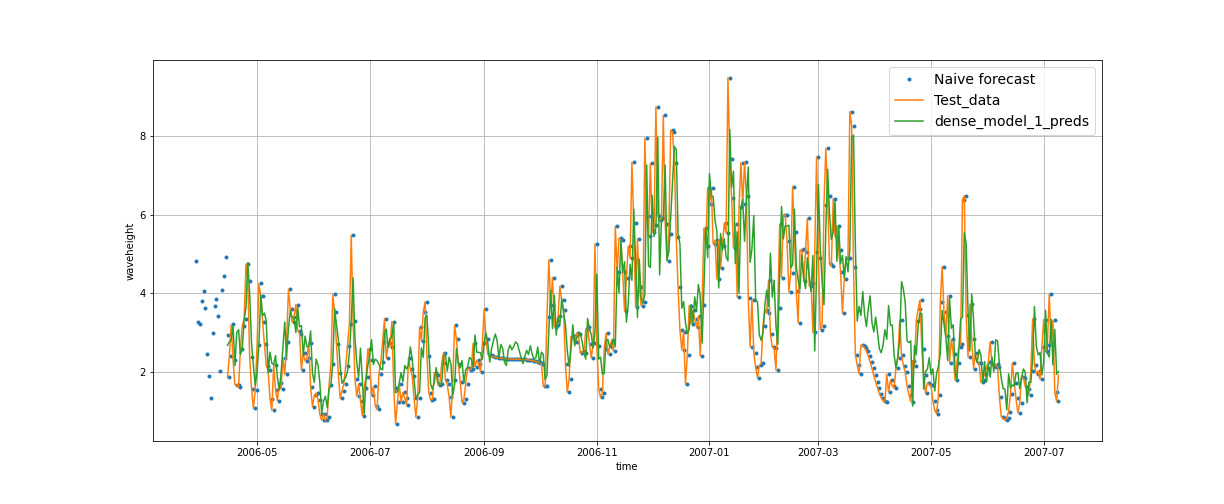 Naive forecast
Test_data
dense_model_1_preds
waveheight
8
6
4
2
2006-05 2006-07 2006-09 2006-11 2007-01 2007-03 2007-05 2007-07
time